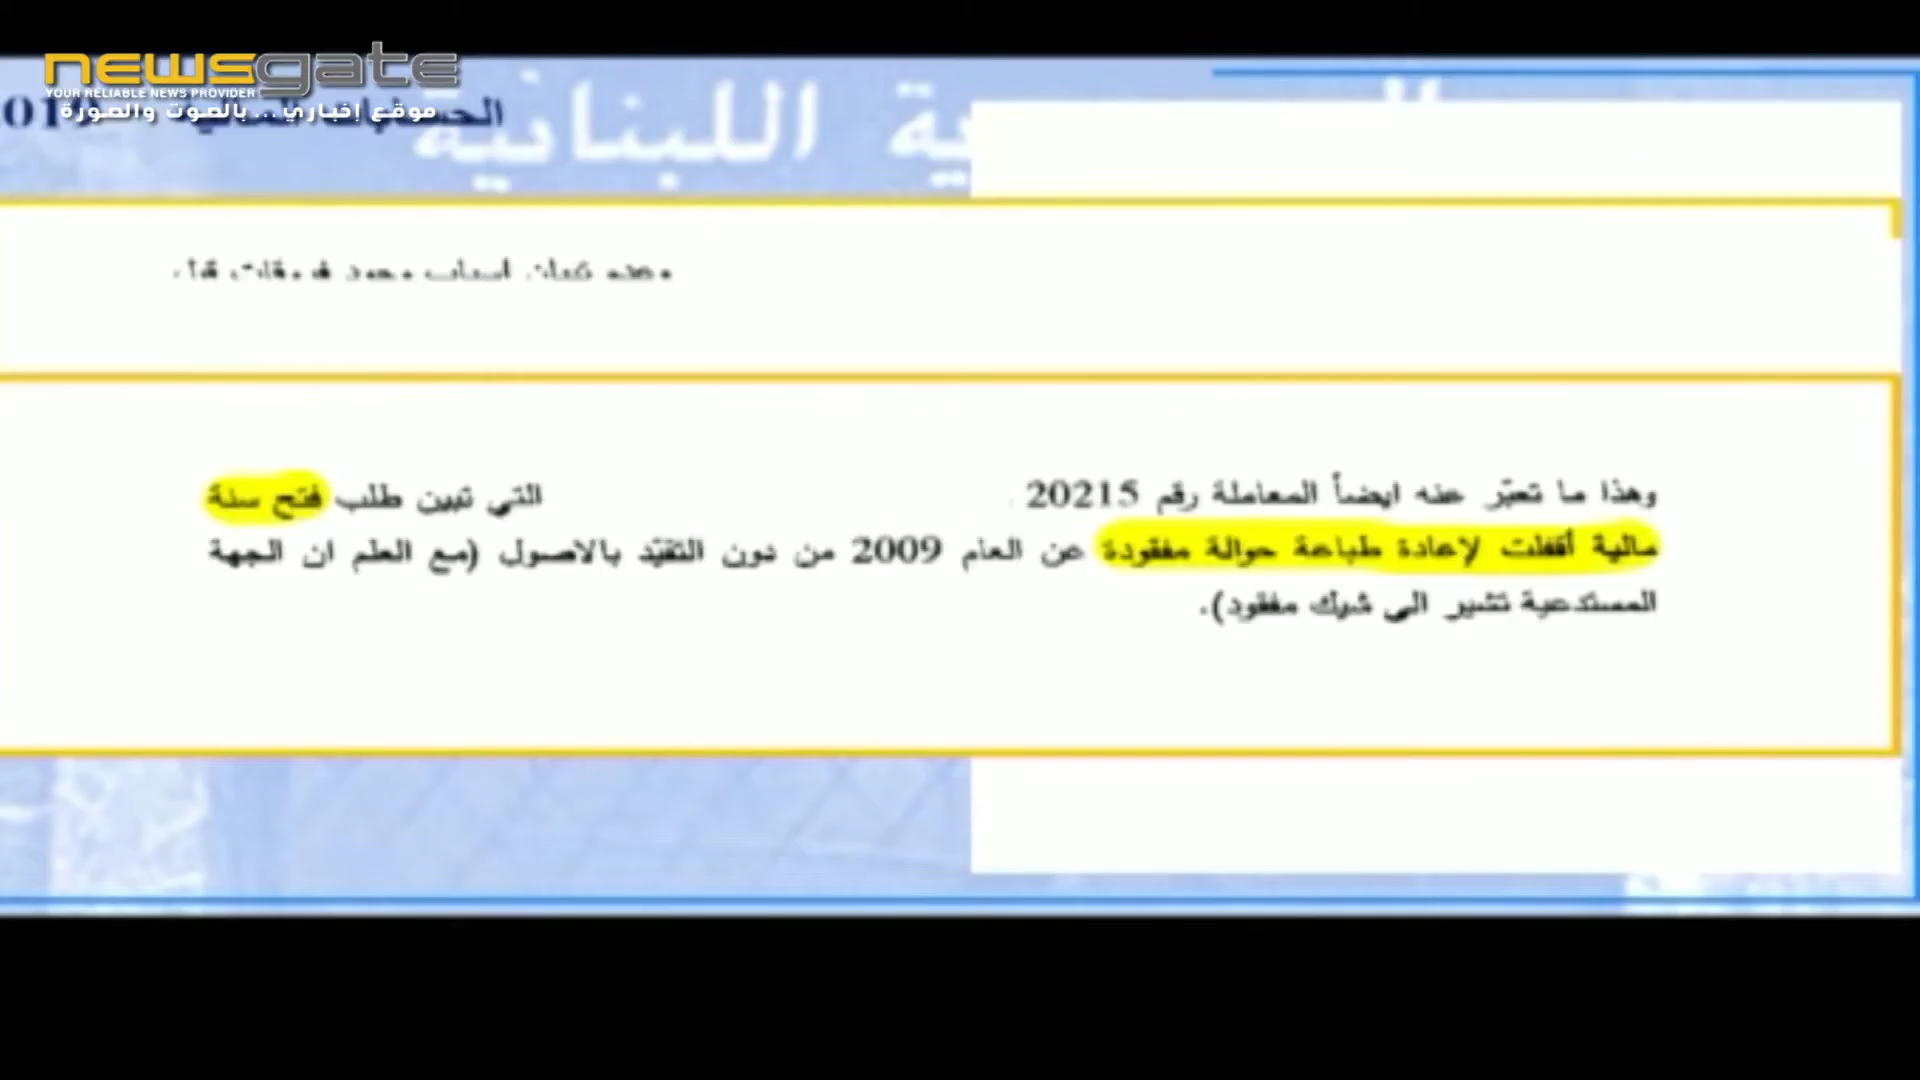 newsgate
YOUR RELIABLE NEWS PROVIDER
موقع إخباري... بالصوت والصورة
اللبنانية
وهذا ما تعبّر عنه ايضاً المعاملة رقم 20215 التي تبين طلب فتح سنة
مالية أقفلت لإعادة طباعة حوالة مفقودة عن العام 2009 من دون التقيّد بالاصول (مع العلم ان الجهة
المستدعية تشير الى شيك مفقود).